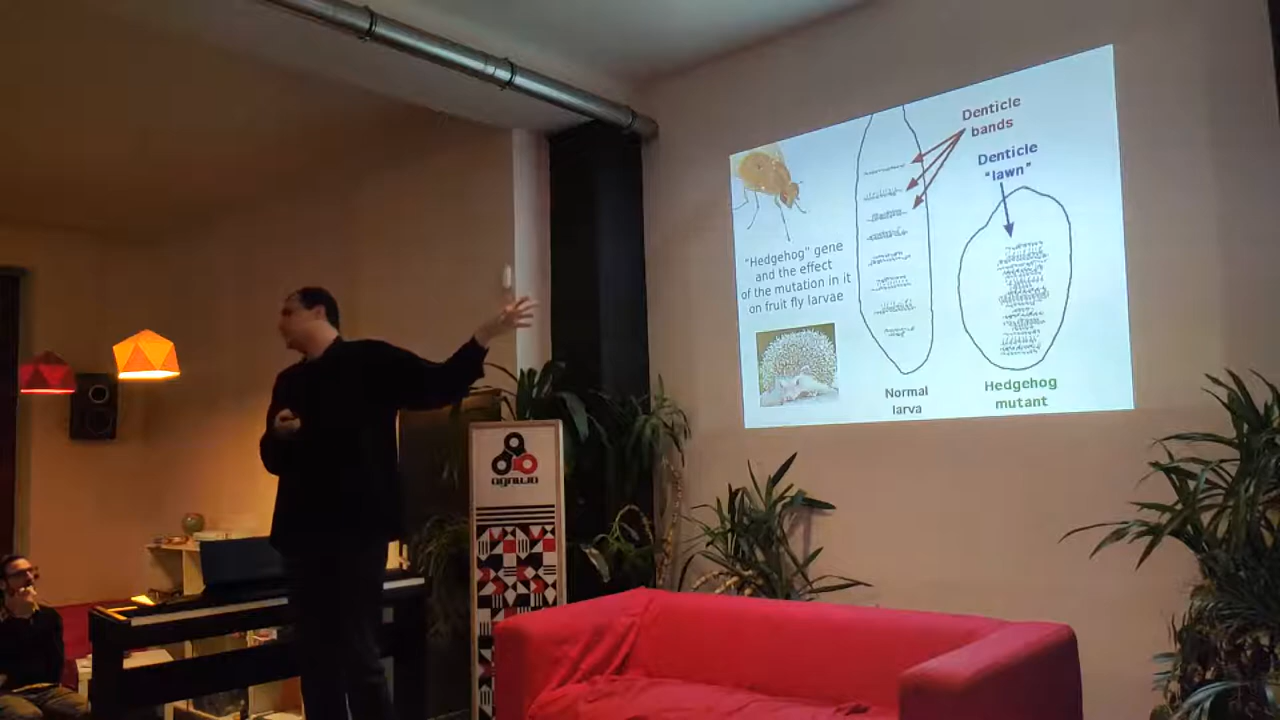 Denticle
bands
Denticle
“lawn”
“Hedgehog” gene
and the effect
of the mutation in it
on fruit fly larvae
Normal
larva
Hedgehog
mutant
ogniwo